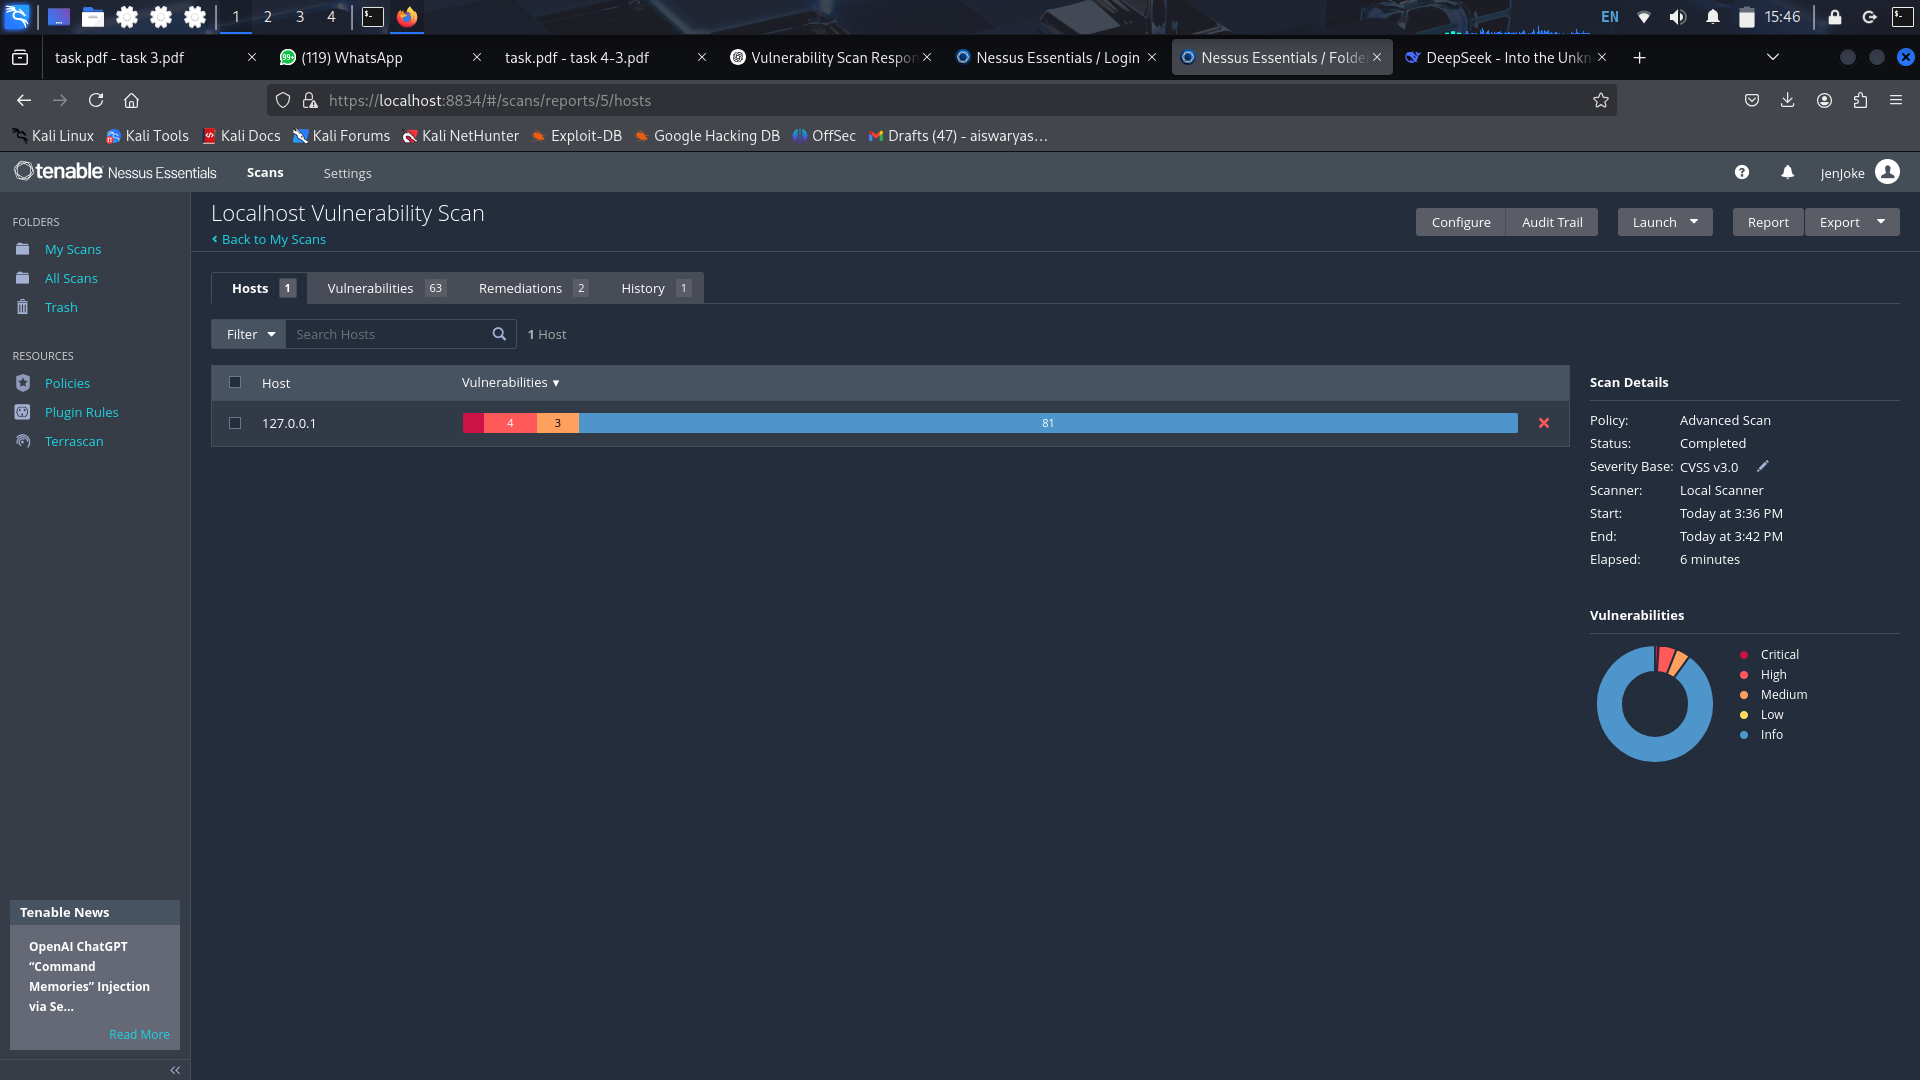 1 2 3 4
EN 15:46
task.pdf - task 3.pdf
99+ (119) WhatsApp
task.pdf - task 4-3.pdf
Vulnerability Scan Respon
Nessus Essentials / Login
Nessus Essentials / Folde
DeepSeek - Into the Unkn
https://localhost:8834/#/scans/reports/5/hosts
Kali Linux
Kali Tools
Kali Docs
Kali Forums
Kali NetHunter
Exploit-DB
Google Hacking DB
OffSec
Drafts (47) - aiswaryas…
tenable Nessus Essentials
Scans
Settings
JenJoke
FOLDERS
My Scans
All Scans
Trash
RESOURCES
Policies
Plugin Rules
Terrascan
Localhost Vulnerability Scan
Back to My Scans
Configure
Audit Trail
Launch
Report
Export
Hosts 1
Vulnerabilities 63
Remediations 2
History 1
Filter
Search Hosts
1 Host
Host Vulnerabilities
127.0.0.1 4 3 81
Scan Details
Policy: Advanced Scan
Status: Completed
Severity Base: CVSS v3.0
Scanner: Local Scanner
Start: Today at 3:36 PM
End: Today at 3:42 PM
Elapsed: 6 minutes
Vulnerabilities
Critical
High
Medium
Low
Info
Tenable News
OpenAI ChatGPT
“Command
Memories” Injection
via Se...
Read More